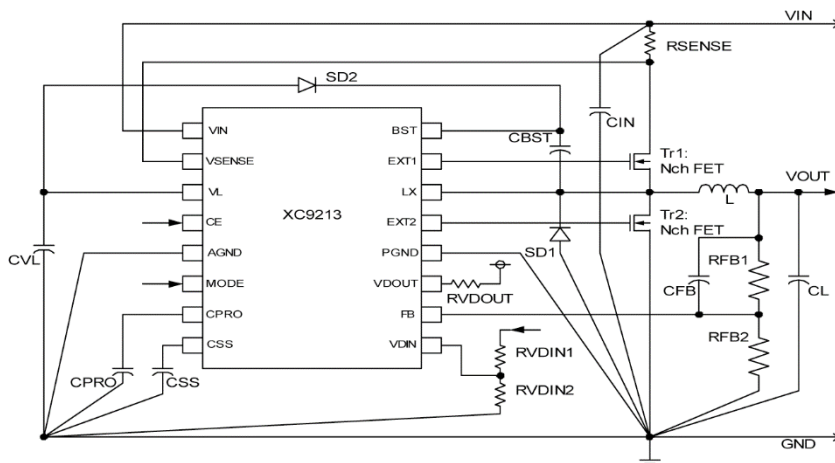 VIN
RSENSE
SD2
CIN
VIN
BST
CBST
Tr1:
Nch FET
VSENSE
EXT1
VOUT
VL
LX
L
XC9213
CE
EXT2
Tr2:
Nch FET
AGND
PGND
SD1
CVL
RFB1
MODE
VDOUT
RVDOUT
CFB
CL
CPRO
FB
CSS
VDIN
RFB2
RVDIN1
CPRO
CSS
RVDIN2
GND